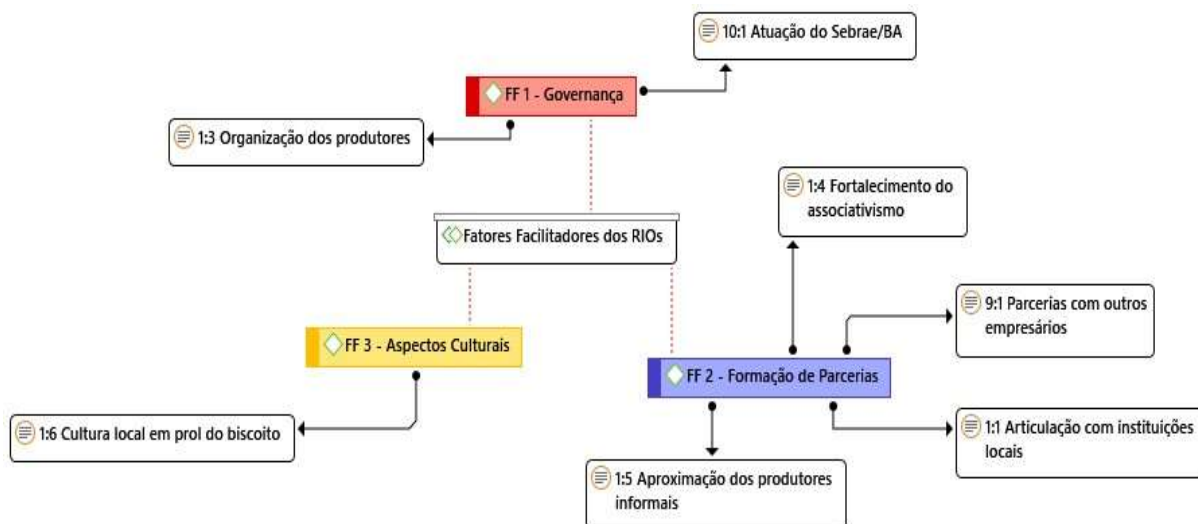 10:1 Atuação do Sebrae/BA
FF 1 - Governança
1:3 Organização dos produtores
1:4 Fortalecimento do
associativismo
Fatores Facilitadores dos RIOs
9:1 Parcerias com outros
empresários
FF 3 - Aspectos Culturais
FF 2 - Formação de Parcerias
1:6 Cultura local em prol do biscoito
1:1 Articulação com instituições
locais
1:5 Aproximação dos produtores
informais